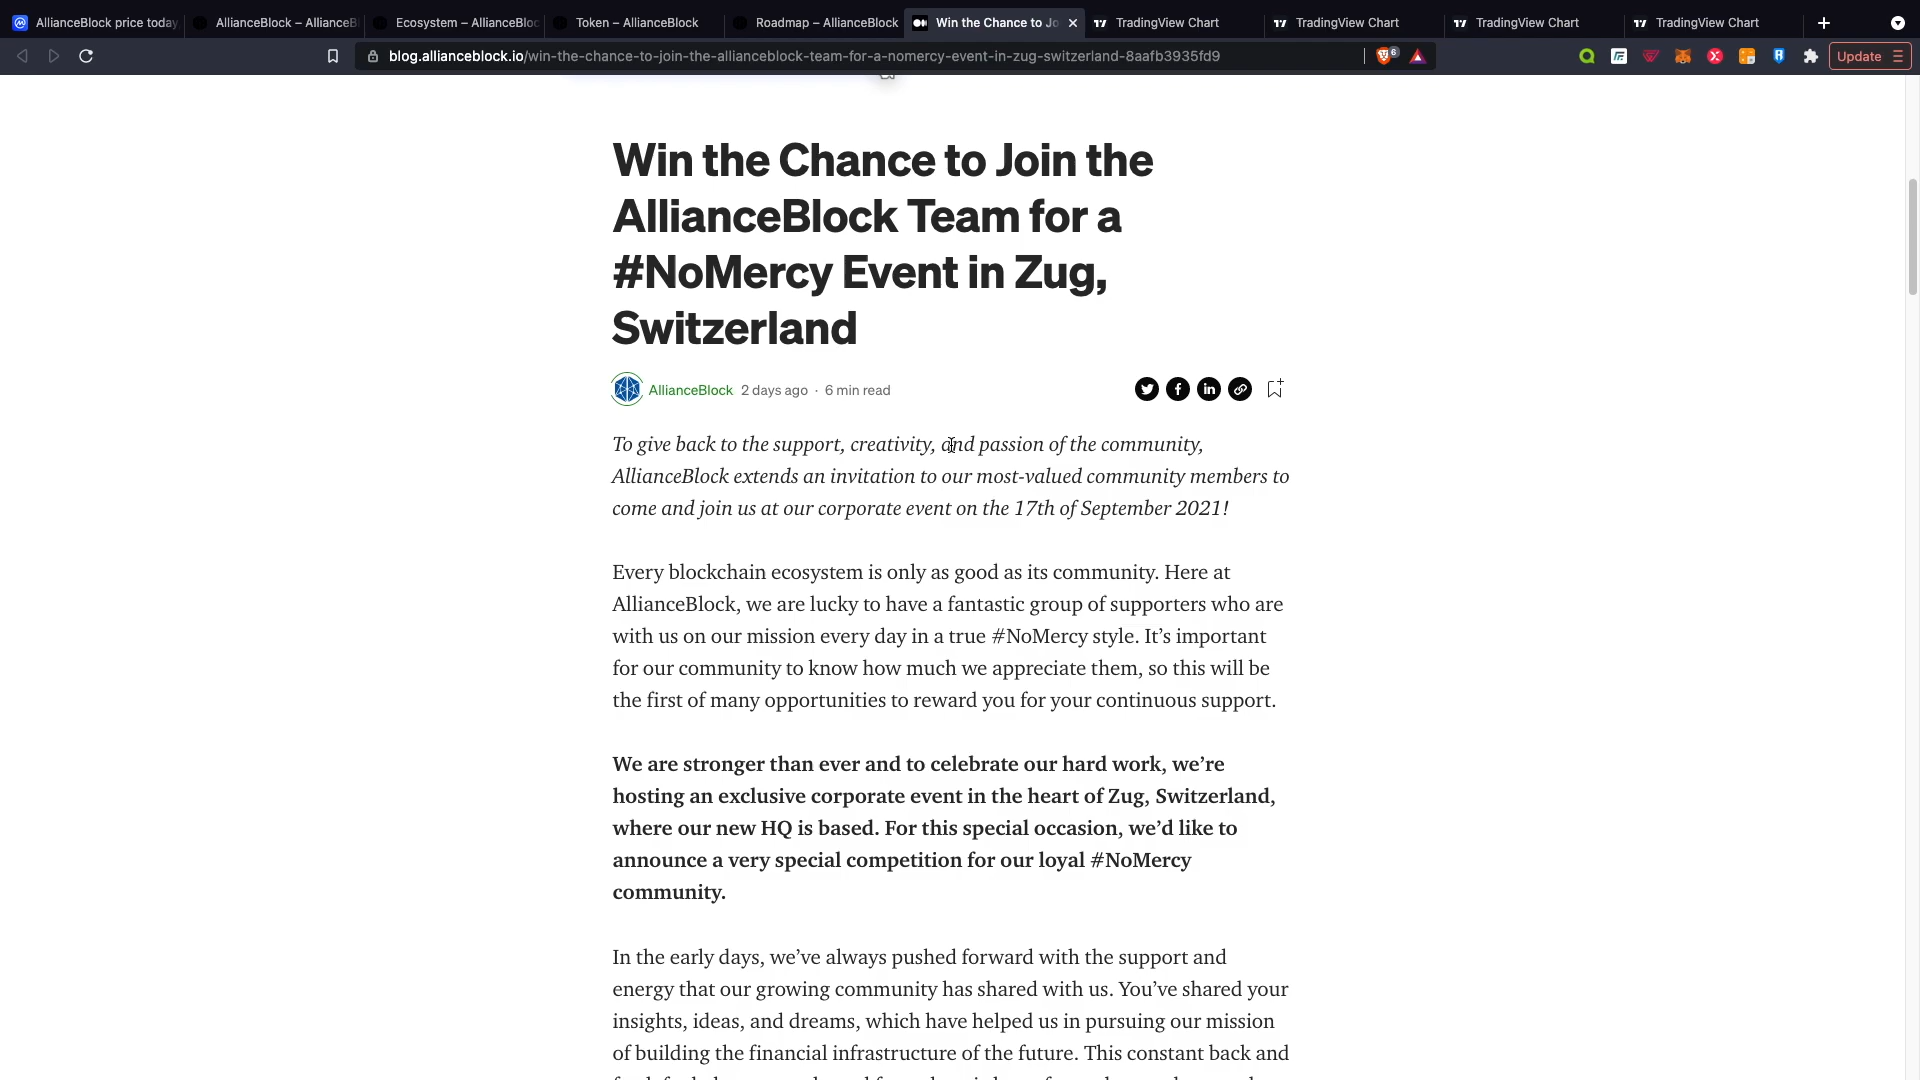 AllianceBlock price today,
AllianceBlock – AllianceB
Ecosystem – AllianceBloc
Token – AllianceBlock
Roadmap – AllianceBlock
Win the Chance to Jo
TradingView Chart
TradingView Chart
TradingView Chart
TradingView Chart
blog.allianceblock.io/win-the-chance-to-join-the-allianceblock-team-for-a-nomercy-event-in-zug-switzerland-8aafb3935fd9
6
Update
Win the Chance to Join the
AllianceBlock Team for a
#NoMercy Event in Zug,
Switzerland
AllianceBlock 2 days ago · 6 min read
To give back to the support, creativity, and passion of the community,
AllianceBlock extends an invitation to our most-valued community members to
come and join us at our corporate event on the 17th of September 2021!
Every blockchain ecosystem is only as good as its community. Here at
AllianceBlock, we are lucky to have a fantastic group of supporters who are
with us on our mission every day in a true #NoMercy style. It’s important
for our community to know how much we appreciate them, so this will be
the first of many opportunities to reward you for your continuous support.
We are stronger than ever and to celebrate our hard work, we’re
hosting an exclusive corporate event in the heart of Zug, Switzerland,
where our new HQ is based. For this special occasion, we’d like to
announce a very special competition for our loyal #NoMercy
community.
In the early days, we’ve always pushed forward with the support and
energy that our growing community has shared with us. You’ve shared your
insights, ideas, and dreams, which have helped us in pursuing our mission
of building the financial infrastructure of the future. This constant back and